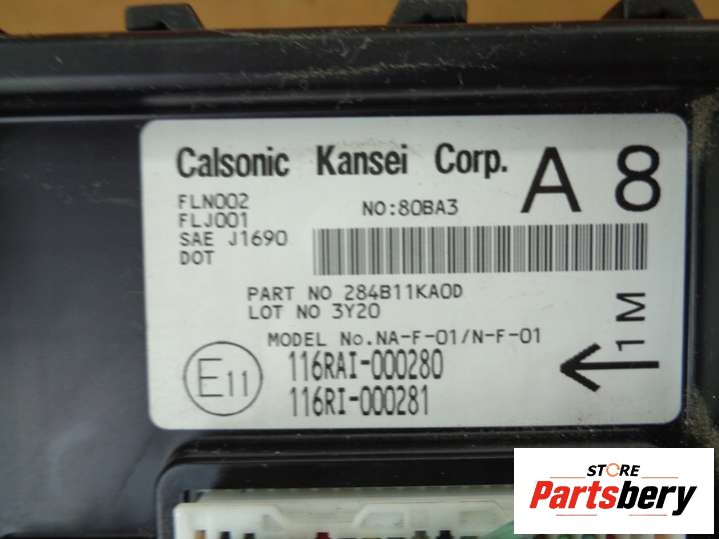 Calsonic Kansei Corp. A 8
FLN002
FLJ001
SAE J1690
DOT
NO:80BA3
PART NO 284B11KA0D
LOT NO 3Y20
MODEL No.NA-F-01/N-F-01
E11
116RAI-000280
116RI-000281
1M
STORE
Partsbery